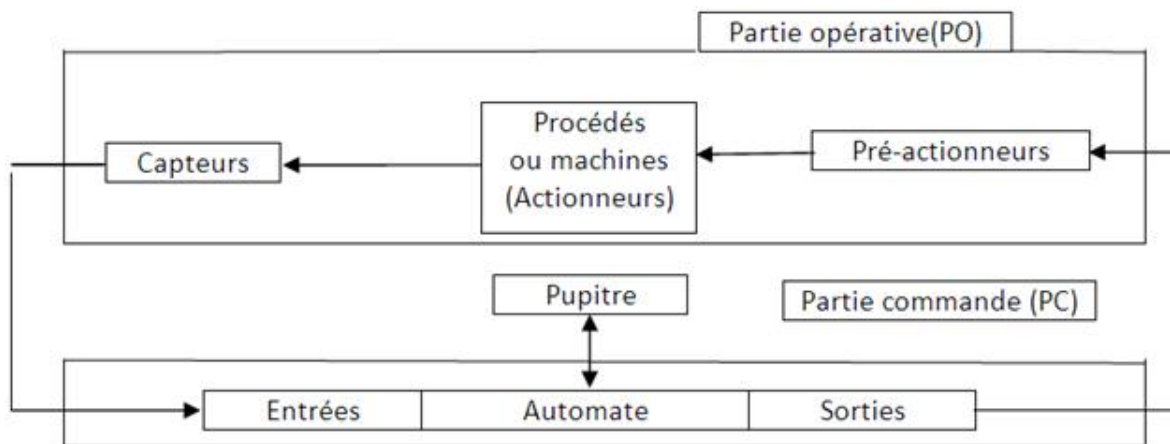 Partie opérative(PO)
Procédés
ou machines
(Actionneurs)
Capteurs
Pré-actionneurs
Pupitre
Partie commande (PC)
Entrées
Automate
Sorties